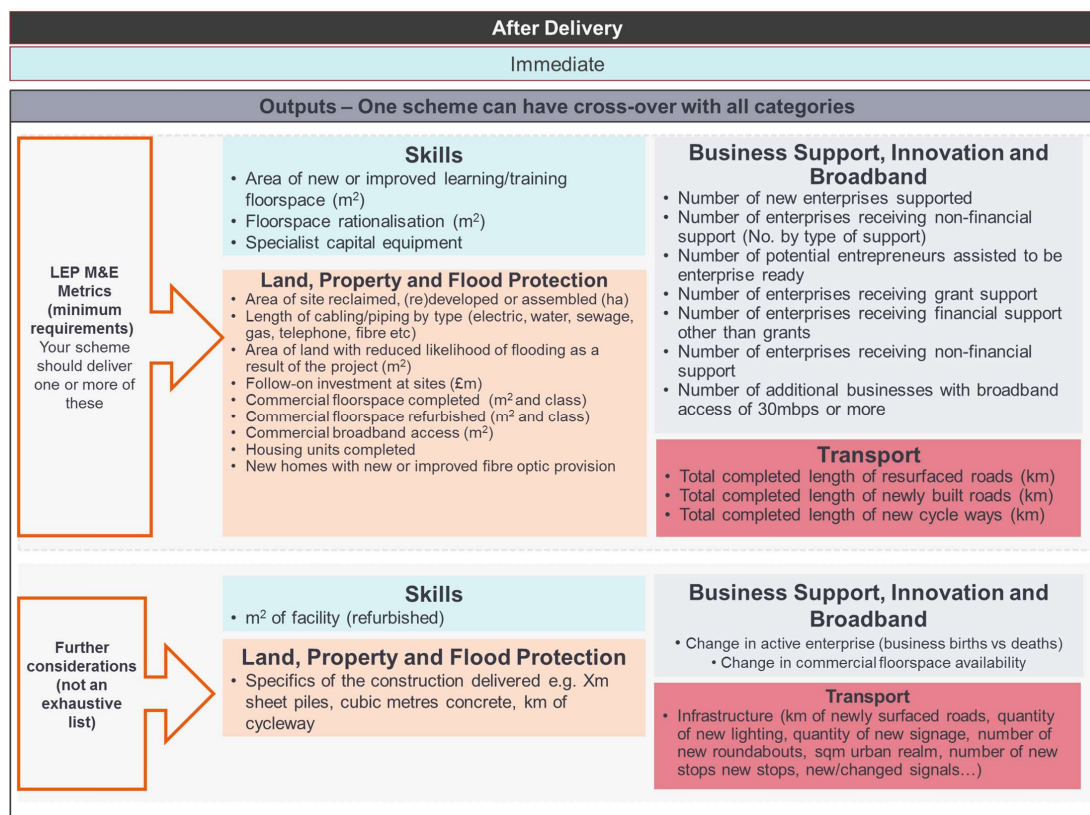 After Delivery
Immediate
Outputs – One scheme can have cross-over with all categories
LEP M&E
Metrics
(minimum
requirements)
Your scheme
should deliver
one or more of
these
Skills
• Area of new or improved learning/training
floorspace (m²)
• Floorspace rationalisation (m²)
• Specialist capital equipment
Land, Property and Flood Protection
• Area of site reclaimed, (re)developed or assembled (ha)
• Length of cabling/piping by type (electric, water, sewage,
gas, telephone, fibre etc)
• Area of land with reduced likelihood of flooding as a
result of the project (m²)
• Follow-on investment at sites (£m)
• Commercial floorspace completed (m² and class)
• Commercial floorspace refurbished (m² and class)
• Commercial broadband access (m²)
• Housing units completed
• New homes with new or improved fibre optic provision
Business Support, Innovation and
Broadband
• Number of new enterprises supported
• Number of enterprises receiving non-financial
support (No. by type of support)
• Number of potential entrepreneurs assisted to be
enterprise ready
• Number of enterprises receiving grant support
• Number of enterprises receiving financial support
other than grants
• Number of enterprises receiving non-financial
support
• Number of additional businesses with broadband
access of 30mbps or more
Transport
• Total completed length of resurfaced roads (km)
• Total completed length of newly built roads (km)
• Total completed length of new cycle ways (km)
Further
considerations
(not an
exhaustive
list)
Skills
• m² of facility (refurbished)
Land, Property and Flood Protection
• Specifics of the construction delivered e.g. Xm
sheet piles, cubic metres concrete, km of
cycleway
Business Support, Innovation and
Broadband
• Change in active enterprise (business births vs deaths)
• Change in commercial floorspace availability
Transport
• Infrastructure (km of newly surfaced roads, quantity
of new lighting, quantity of new signage, number of
new roundabouts, sqm urban realm, number of new
stops new stops, new/changed signals…)